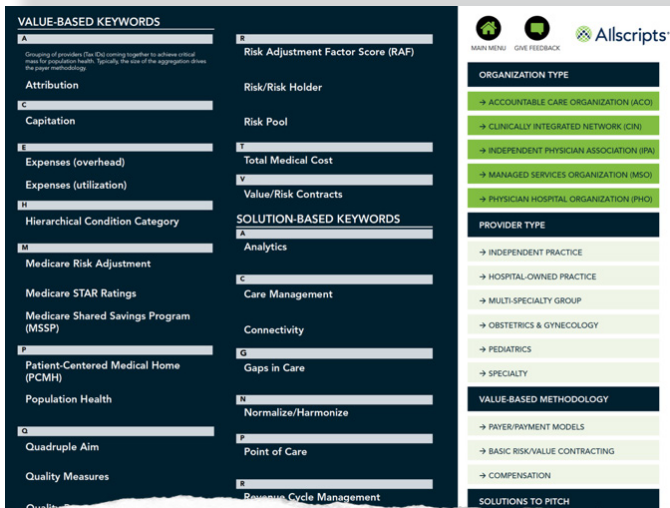 VALUE-BASED KEYWORDS
A
Grouping of providers (Tax IDs) coming together to achieve critical
mass for population health. Typically, the size of the aggregation drives
the payer methodology.
Attribution
C
Capitation
E
Expenses (overhead)
Expenses (utilization)
H
Hierarchical Condition Category
M
Medicare Risk Adjustment
Medicare STAR Ratings
Medicare Shared Savings Program
(MSSP)
P
Patient-Centered Medical Home
(PCMH)
Population Health
Q
Quadruple Aim
Quality Measures
R
Risk Adjustment Factor Score (RAF)
Risk/Risk Holder
Risk Pool
T
Total Medical Cost
V
Value/Risk Contracts
SOLUTION-BASED KEYWORDS
A
Analytics
C
Care Management
Connectivity
G
Gaps in Care
N
Normalize/Harmonize
P
Point of Care
R
Revenue Cycle Management
MAIN MENU
GIVE FEEDBACK
Allscripts
ORGANIZATION TYPE
→ ACCOUNTABLE CARE ORGANIZATION (ACO)
→ CLINICALLY INTEGRATED NETWORK (CIN)
→ INDEPENDENT PHYSICIAN ASSOCIATION (IPA)
→ MANAGED SERVICES ORGANIZATION (MSO)
→ PHYSICIAN HOSPITAL ORGANIZATION (PHO)
PROVIDER TYPE
→ INDEPENDENT PRACTICE
→ HOSPITAL-OWNED PRACTICE
→ MULTI-SPECIALTY GROUP
→ OBSTETRICS & GYNECOLOGY
→ PEDIATRICS
→ SPECIALTY
VALUE-BASED METHODOLOGY
→ PAYER/PAYMENT MODELS
→ BASIC RISK/VALUE CONTRACTING
→ COMPENSATION
SOLUTIONS TO PITCH